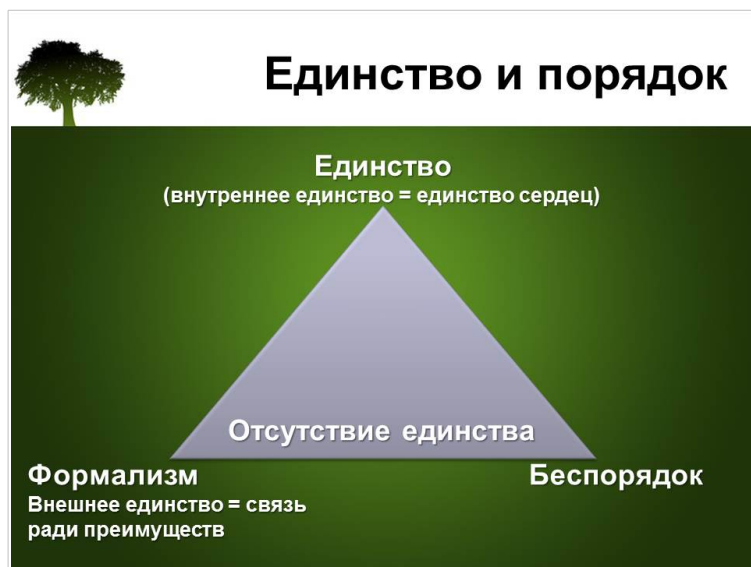 Единство и порядок
Единство
(внутреннее единство = единство сердец)
Отсутствие единства
Формализм
Беспорядок
Внешнее единство = связь
ради преимуществ